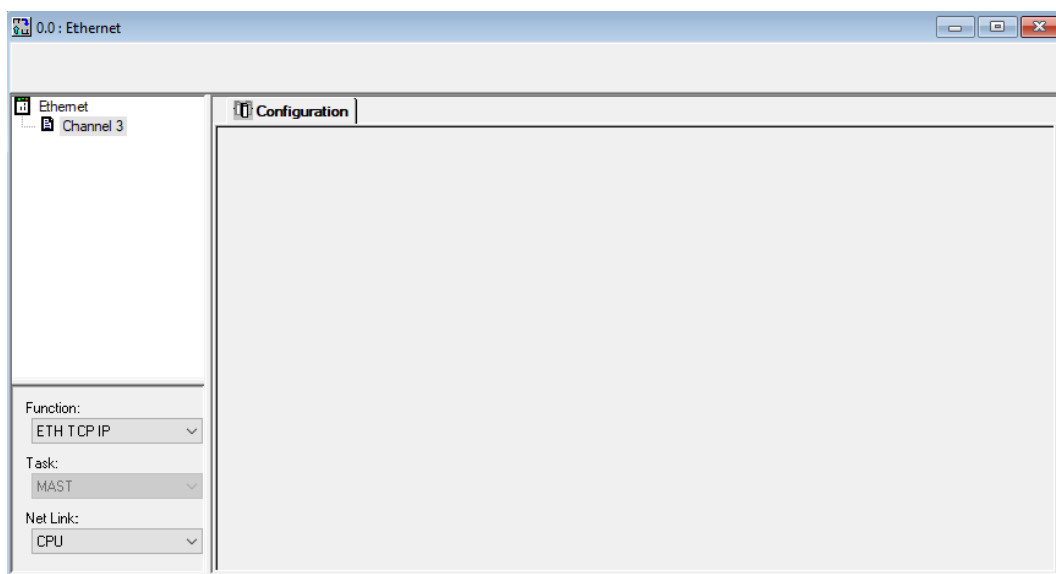 0.0 : Ethernet
Ethernet
Channel 3
Configuration
Function:
ETH TCP IP
Task:
MAST
Net Link:
CPU